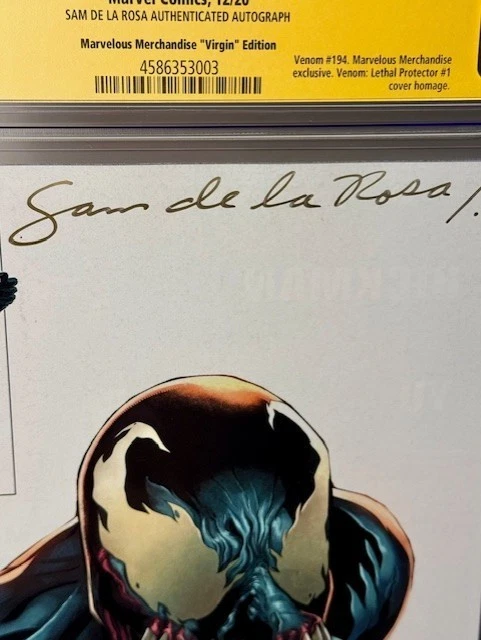 Marvel Comics, 12/20
SAM DE LA ROSA AUTHENTICATED AUTOGRAPH
Marvelous Merchandise "Virgin" Edition
4586353003
Venom #194. Marvelous Merchandise
exclusive. Venom: Lethal Protector #1
cover homage.
Sam de la Rosa /.